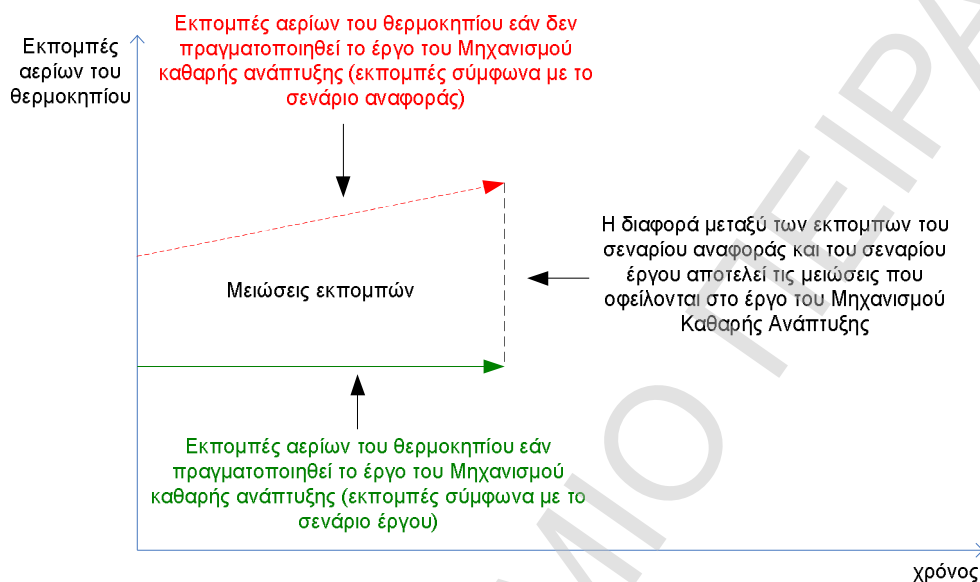 Εκπομπές
αερίων του
θερμοκηπίου
Εκπομπές αερίων του θερμοκηπίου εάν δεν
πραγματοποιηθεί το έργο του Μηχανισμού
καθαρής ανάπτυξης (εκπομπές σύμφωνα με το
σενάριο αναφοράς)
Μειώσεις εκπομπών
Η διαφορά μεταξύ των εκπομπων του
σεναρίου αναφοράς και του σεναρίου
έργου αποτελεί τις μειώσεις που
οφείλονται στο έργο του Μηχανισμού
Καθαρής Ανάπτυξης
Εκπομπές αερίων του θερμοκηπίου εάν
πραγματοποιηθεί το έργο του Μηχανισμού
καθαρής ανάπτυξης (εκπομπές σύμφωνα με το
σενάριο έργου)
χρόνος
ΜΙΟ ΠΕΙΡΑ